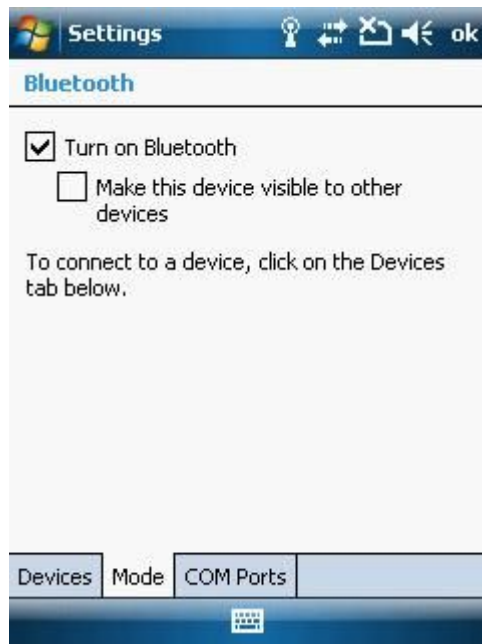 Settings ok
Bluetooth
Turn on Bluetooth
Make this device visible to other
devices
To connect to a device, click on the Devices
tab below.
Devices Mode COM Ports